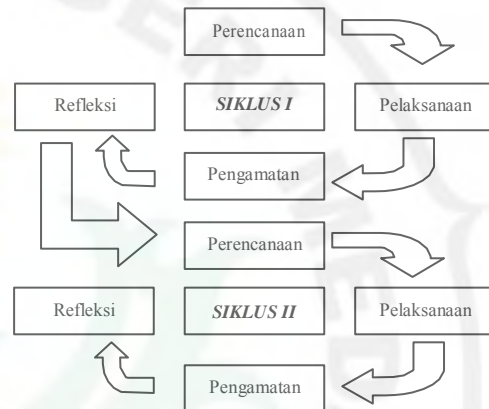 Perencanaan
Refleksi
SIKLUS I
Pelaksanaan
Pengamatan
Perencanaan
Refleksi
SIKLUS II
Pelaksanaan
Pengamatan